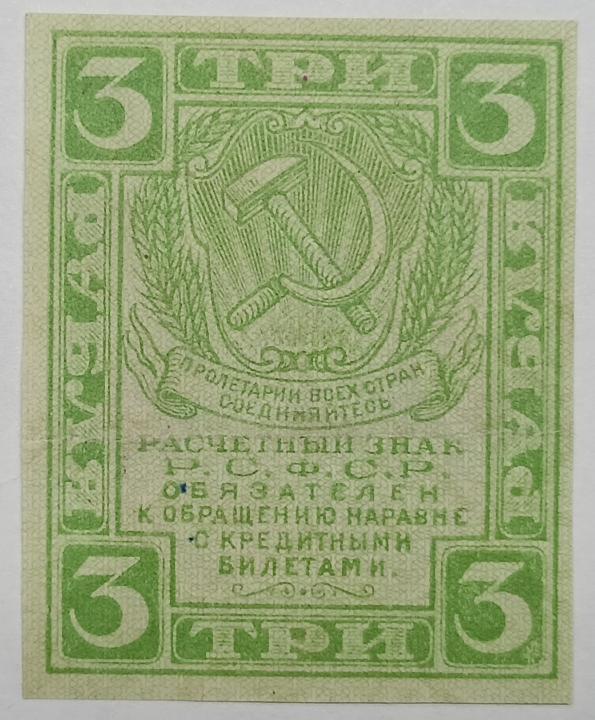 3 ТРИ 3
РУБЛЯ
РУБЛЯ
ПРОЛЕТАРИИ ВСЕХ СТРАН
СОЕДИНЯЙТЕСЬ
РАСЧЕТНЫЙ ЗНАК
Р.С.Ф.С.Р.
ОБЯЗАТЕЛЕН
К ОБРАЩЕНИЮ НАРАВНЕ
С КРЕДИТНЫМИ
БИЛЕТАМИ.
3 ТРИ 3